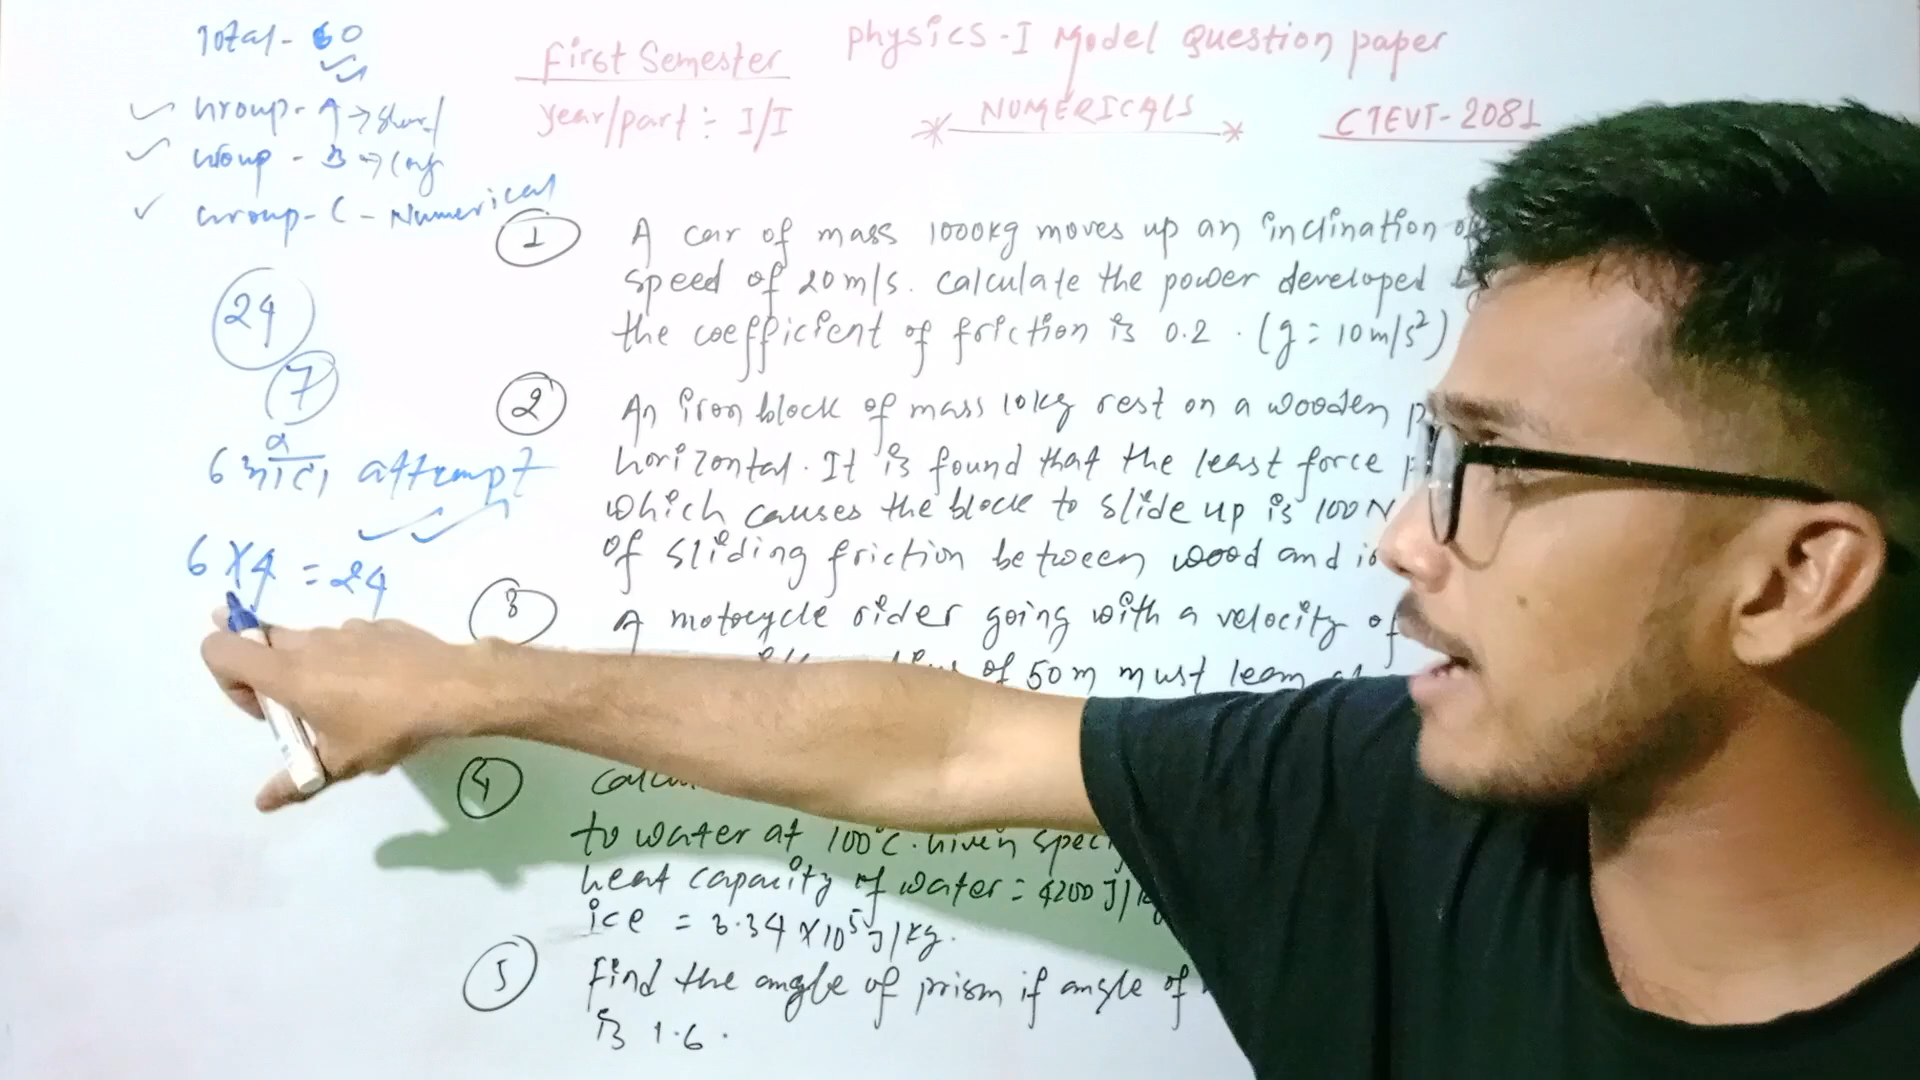 Total - 60
First Semester
physics - I Model Question paper
Group - A → Short
Year/part : I/I
NUMERICALS
CTEVT - 2081
Group - B → Long
Group - C - Numerical
1
A car of mass 1000kg moves up an inclination of
speed of 20 m/s. Calculate the power developed
the coefficient of friction is 0.2 . (g = 10 m/s²)
24
7
2
An iron block of mass 10kg rest on a wooden
horizontal. It is found that the least force
which causes the block to slide up is 100N
of sliding friction between wood and
6 attempt
6 x 4 = 24
3
A motocycle rider going with a velocity of
of 50 m must lean
4
to water at 100°C. Given
heat capacity of water = 4200 J/
ice = 3.34 x 10⁵ J/kg.
5
Find the angle of prism if angle of
is 1.6 .